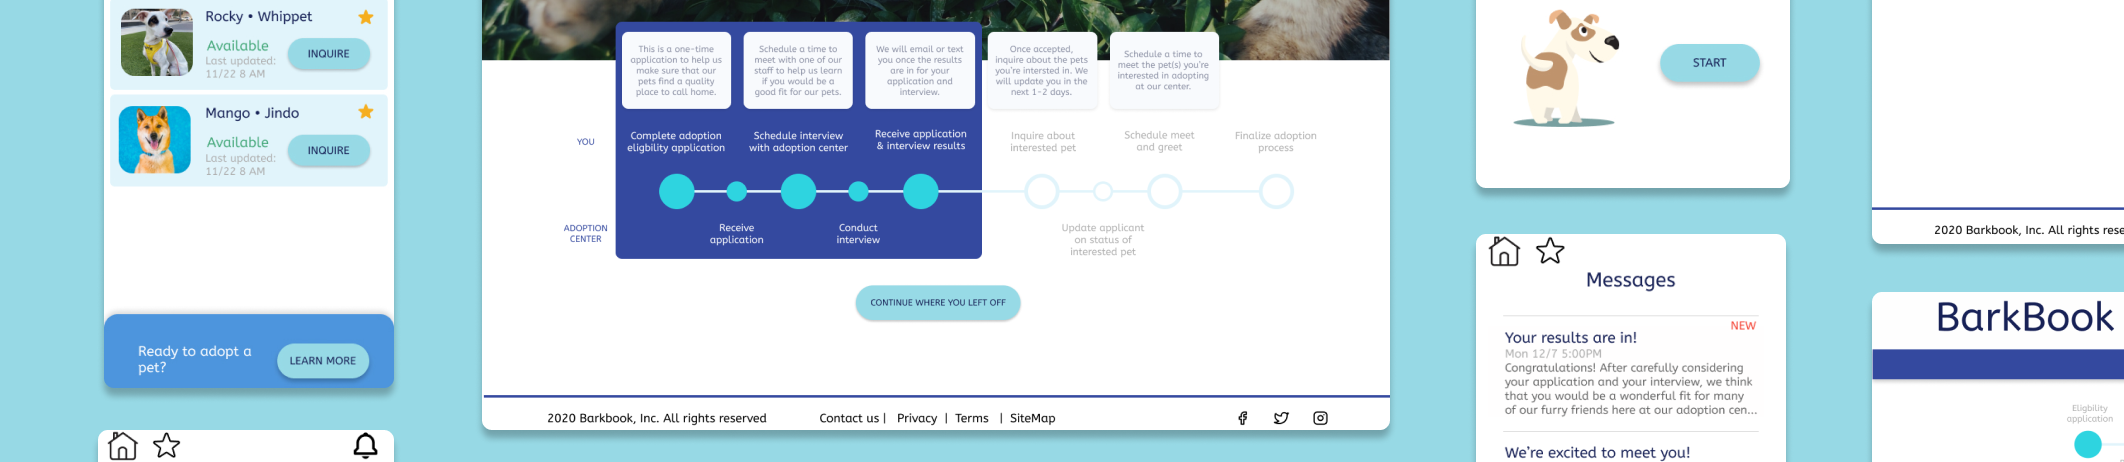 Rocky • Whippet
Available
Last updated:
11/22 8 AM
INQUIRE
Mango • Jindo
Available
Last updated:
11/22 8 AM
INQUIRE
Ready to adopt a
pet?
LEARN MORE
This is a one-time
application to help us
make sure that our
pets find a quality
place to call home.
Schedule a time to
meet with one of our
staff to help us learn
if you would be a
good fit for our pets.
We will email or text
you once the results
are in for your
application and
interview.
Once accepted,
inquire about the pets
you're intersted in. We
will update you in the
next 1-2 days.
Schedule a time to
meet the pet(s) you're
interested in adopting
at our center.
YOU
Complete adoption
eligbility application
Schedule interview
with adoption center
Receive application
& interview results
Inquire about
interested pet
Schedule meet
and greet
Finalize adoption
process
ADOPTION
CENTER
Receive
application
Conduct
interview
Update applicant
on status of
interested pet
CONTINUE WHERE YOU LEFT OFF
2020 Barkbook, Inc. All rights reserved
Contact us | Privacy | Terms | SiteMap
START
Messages
NEW
Your results are in!
Mon 12/7 5:00PM
Congratulations! After carefully considering
your application and your interview, we think
that you would be a wonderful fit for many
of our furry friends here at our adoption cen...
We're excited to meet you!
2020 Barkbook, Inc. All rights rese
BarkBook
Eligbility
application